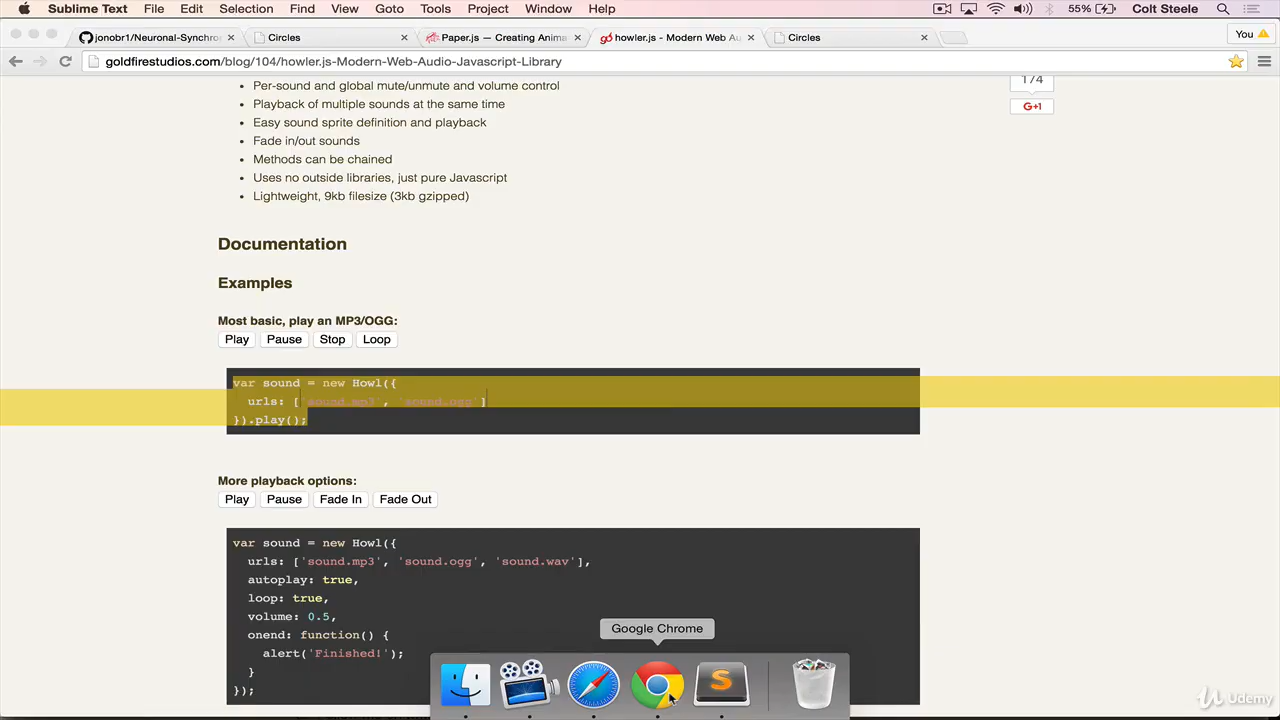 Sublime Text File Edit Selection Find View Goto Tools Project Window Help 55% Colt Steele
jonobr1/Neuronal-Synchro Circles Paper.js — Creating Anima howler.js - Modern Web Au Circles You
goldfirestudios.com/blog/104/howler.js-Modern-Web-Audio-Javascript-Library
174
• Per-sound and global mute/unmute and volume control
• Playback of multiple sounds at the same time
G+1
• Easy sound sprite definition and playback
• Fade in/out sounds
• Methods can be chained
• Uses no outside libraries, just pure Javascript
• Lightweight, 9kb filesize (3kb gzipped)
Documentation
Examples
Most basic, play an MP3/OGG:
Play Pause Stop Loop
var sound = new Howl({
urls: ['sound.mp3', 'sound.ogg']
}).play();
More playback options:
Play Pause Fade In Fade Out
var sound = new Howl({
urls: ['sound.mp3', 'sound.ogg', 'sound.wav'],
autoplay: true,
loop: true,
volume: 0.5,
onend: function() {
alert('Finished!');
}
});
Google Chrome
S
Udemy